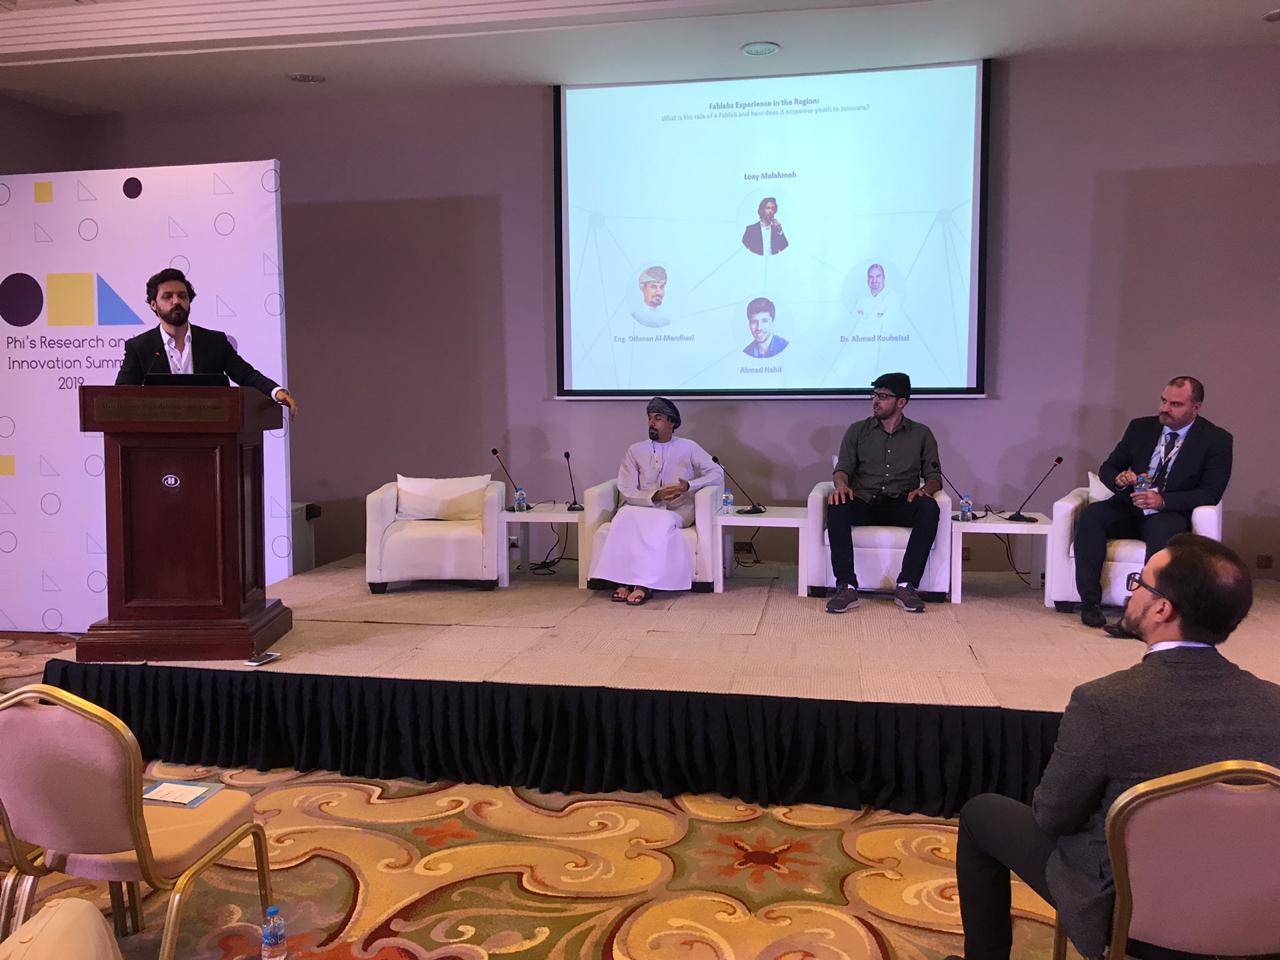 Fablabs Experience in the Region:
What is the role of a Fablab and how does it empower youth to innovate?
Loay Malahmeh
Eng. Othman Al-Mandhari
Dr. Ahmad Koubeissi
Ahmad Nabil
Phi's Research and
Innovation Summ
2019